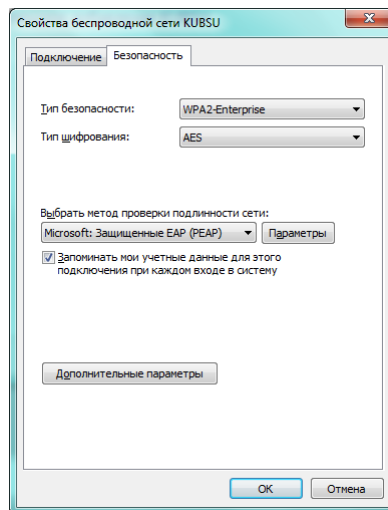 Свойства беспроводной сети KUBSU
Подключение Безопасность
Тип безопасности: WPA2-Enterprise
Тип шифрования: AES
Выбрать метод проверки подлинности сети:
Microsoft: Защищенные EAP (PEAP) Параметры
Запоминать мои учетные данные для этого
подключения при каждом входе в систему
Дополнительные параметры
ОК Отмена